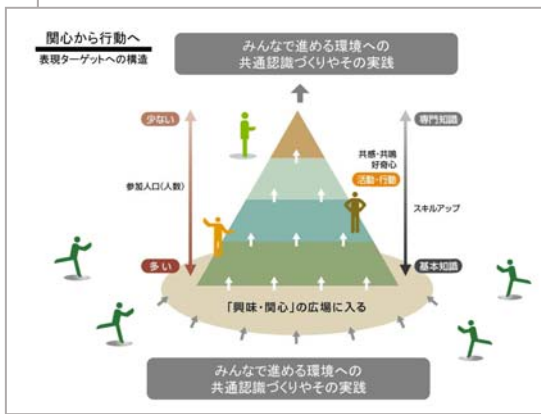 関心から行動へ
表現ターゲットへの構造
みんなで進める環境への
共通認識づくりやその実践
少ない
専門知識
共感・共鳴
好奇心
活動・行動
参加人口(人数)
スキルアップ
多い
基本知識
「興味・関心」の広場に入る
みんなで進める環境への
共通認識づくりやその実践